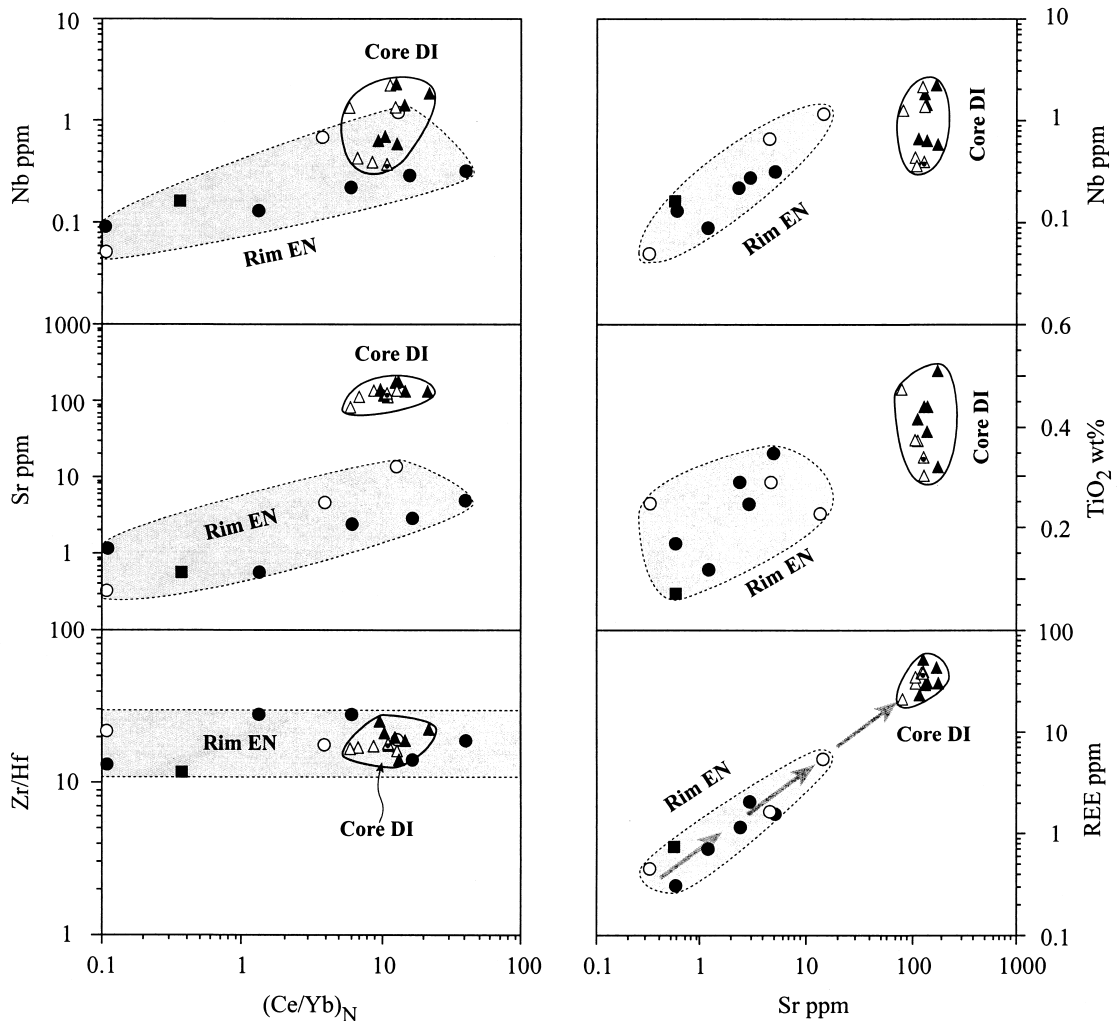 10
1
0.1
Nb ppm
Core DI
Rim EN
1000
100
10
1
Sr ppm
Core DI
Rim EN
100
10
1
Zr/Hf
Rim EN
Core DI
0.1
1
10
100
(Ce/Yb)N
10
1
0.1
Nb ppm
Core DI
Rim EN
0.6
0.4
0.2
TiO2 wt%
Core DI
Rim EN
100
10
1
0.1
REE ppm
Rim EN
Core DI
0.1
1
10
100
1000
Sr ppm